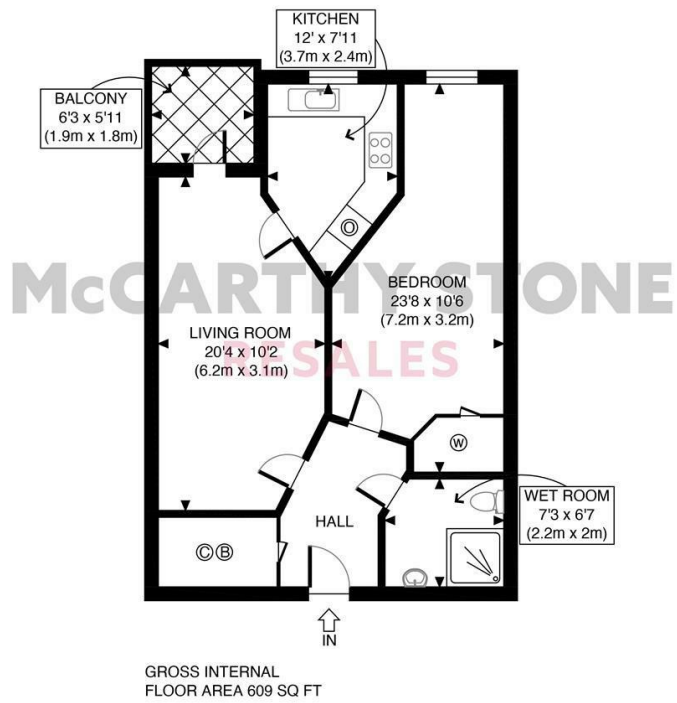 KITCHEN
12' x 7'11
(3.7m x 2.4m)
BALCONY
6'3 x 5'11
(1.9m x 1.8m)
O
McCARTHY STONE
RESALES
BEDROOM
23'8 x 10'6
(7.2m x 3.2m)
LIVING ROOM
20'4 x 10'2
(6.2m x 3.1m)
W
WET ROOM
7'3 x 6'7
(2.2m x 2m)
HALL
C B
IN
GROSS INTERNAL
FLOOR AREA 609 SQ FT